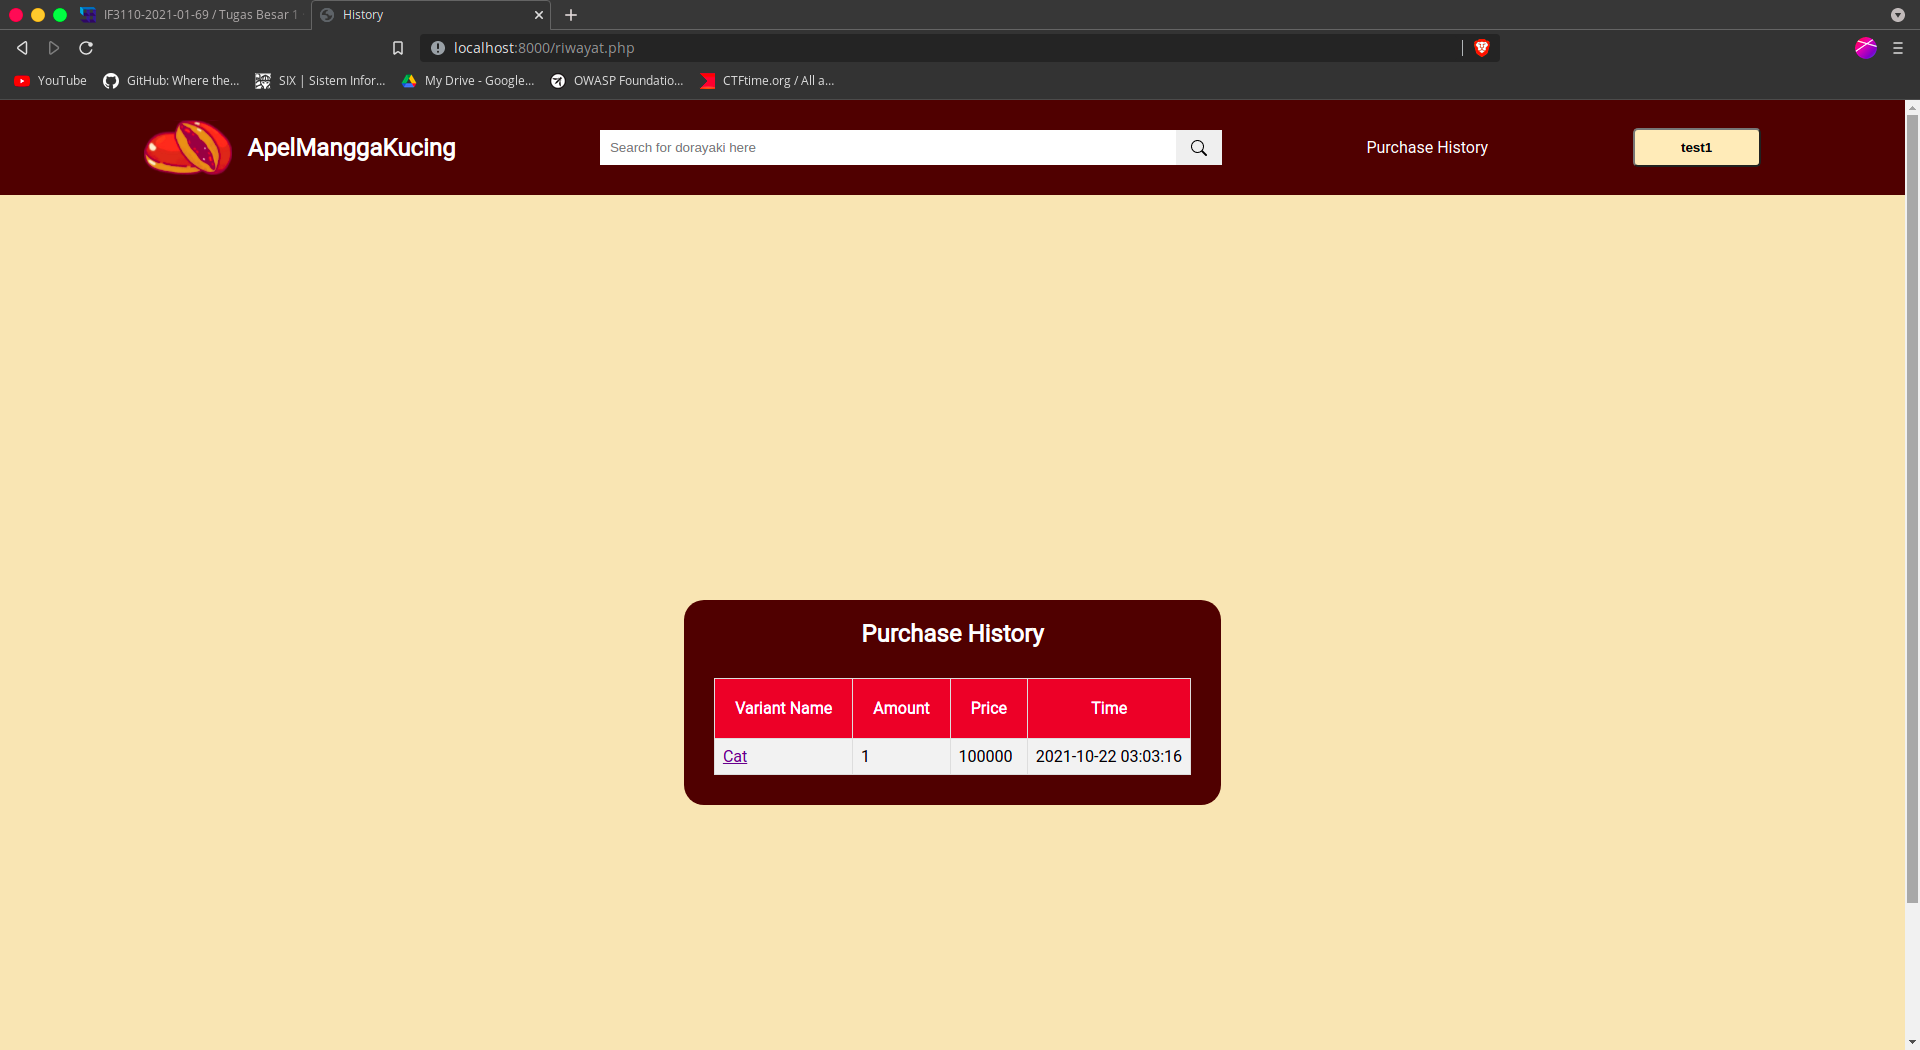 IF3110-2021-01-69 / Tugas Besar 1
History
localhost:8000/riwayat.php
YouTube
GitHub: Where the...
SIX | Sistem Infor...
My Drive - Google...
OWASP Foundatio...
CTFtime.org / All a...
ApelManggaKucing
Search for dorayaki here
Purchase History
test1
Purchase History
Variant Name Amount Price Time
Cat 1 100000 2021-10-22 03:03:16